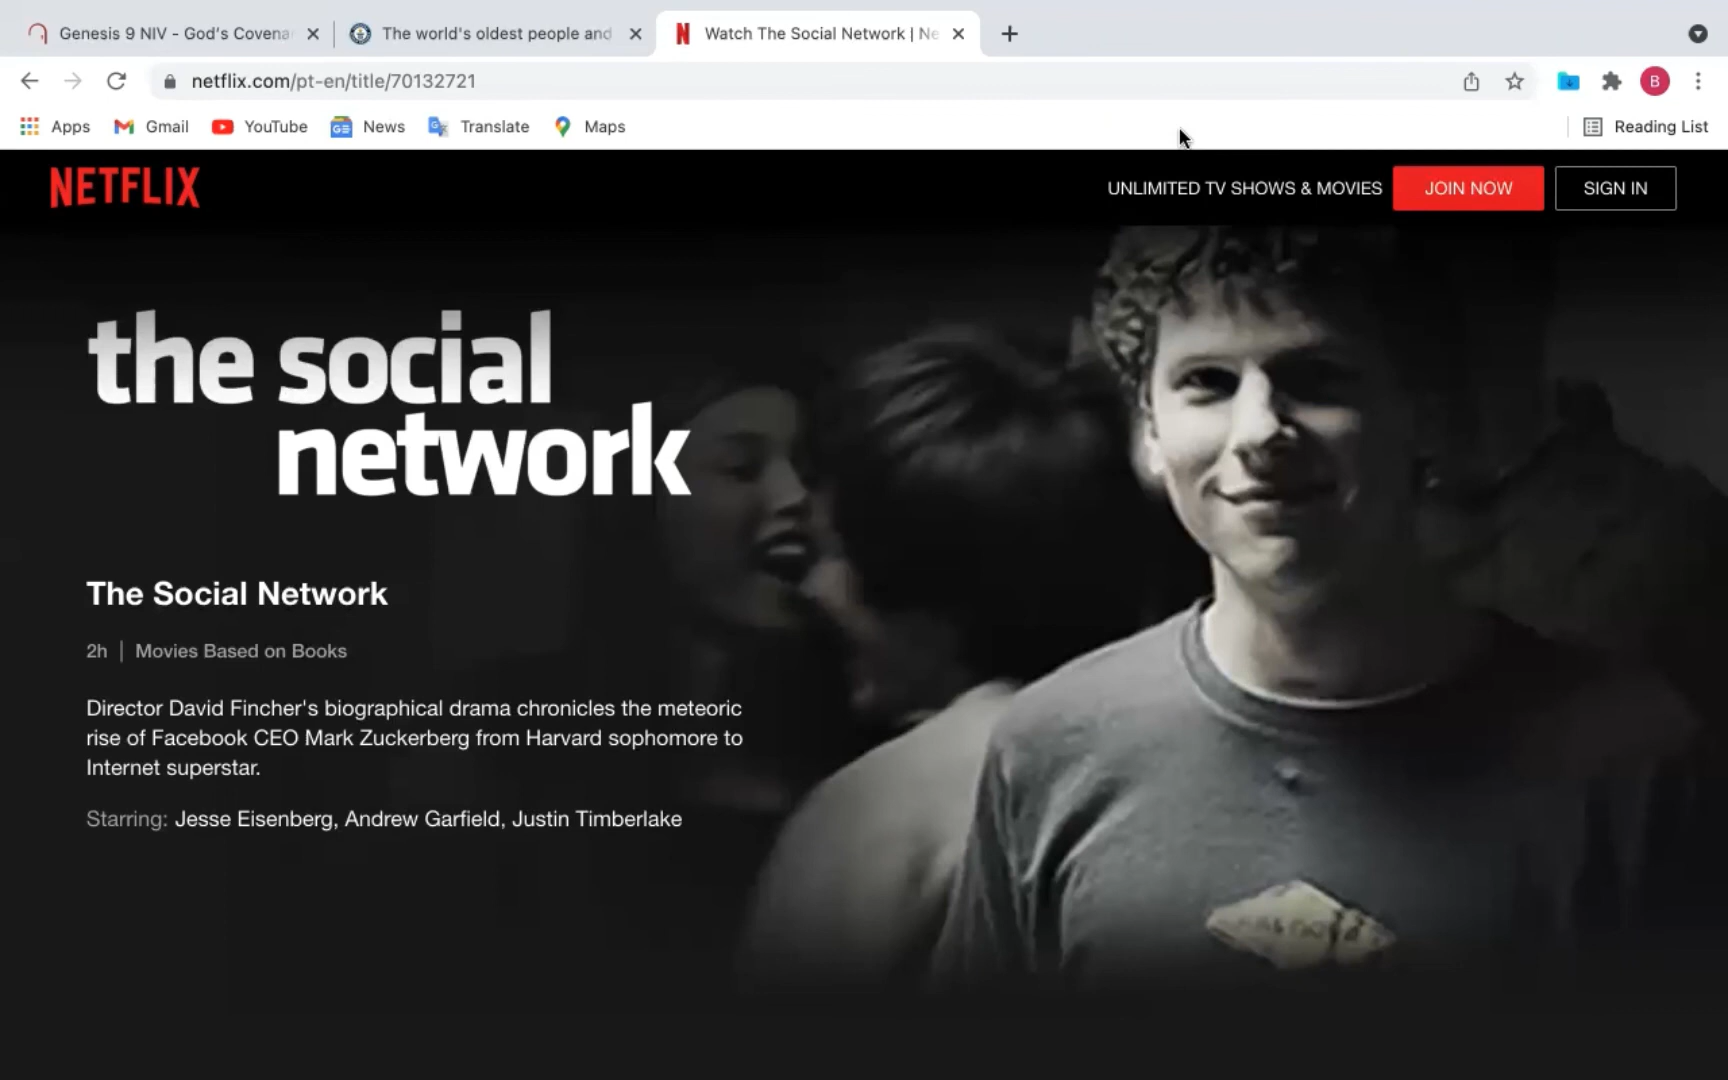 Genesis 9 NIV - God's Covena
The world's oldest people and
Watch The Social Network | Ne
netflix.com/pt-en/title/70132721
B
Apps
Gmail
YouTube
News
Translate
Maps
Reading List
NETFLIX
UNLIMITED TV SHOWS & MOVIES
JOIN NOW
SIGN IN
the social
network
The Social Network
2h | Movies Based on Books
Director David Fincher's biographical drama chronicles the meteoric
rise of Facebook CEO Mark Zuckerberg from Harvard sophomore to
Internet superstar.
Starring: Jesse Eisenberg, Andrew Garfield, Justin Timberlake